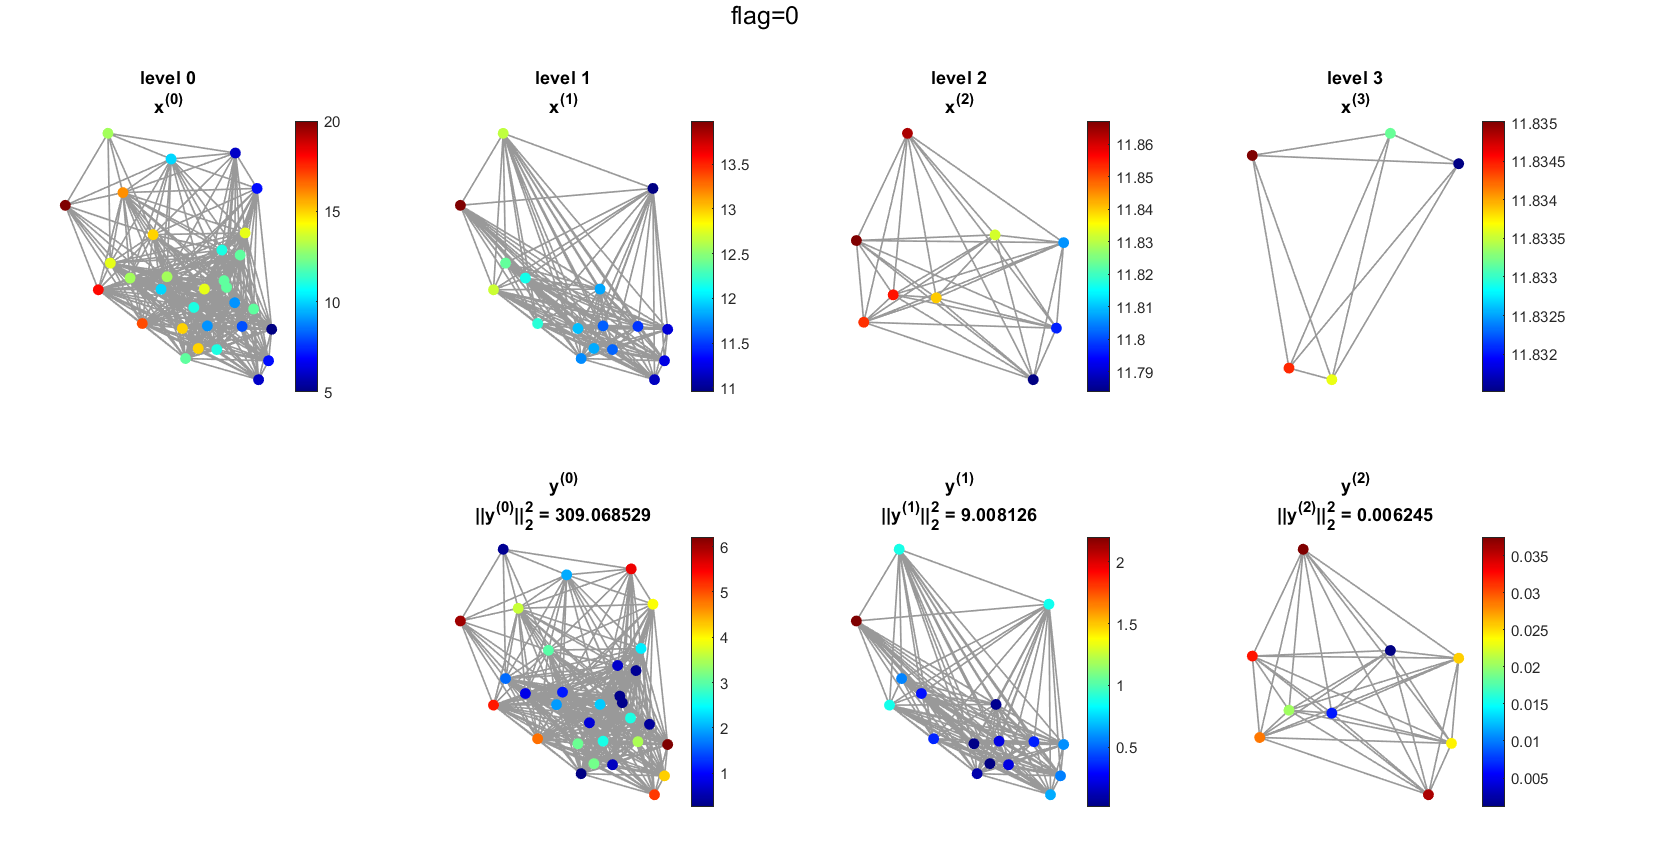 flag=0
level 0
x^(0)
20
15
10
5
level 1
x^(1)
13.5
13
12.5
12
11.5
11
level 2
x^(2)
11.86
11.85
11.84
11.83
11.82
11.81
11.8
11.79
level 3
x^(3)
11.835
11.8345
11.834
11.8335
11.833
11.8325
11.832
y^(0)
||y^(0)||_2^2 = 309.068529
6
5
4
3
2
1
y^(1)
||y^(1)||_2^2 = 9.008126
2
1.5
1
0.5
y^(2)
||y^(2)||_2^2 = 0.006245
0.035
0.03
0.025
0.02
0.015
0.01
0.005